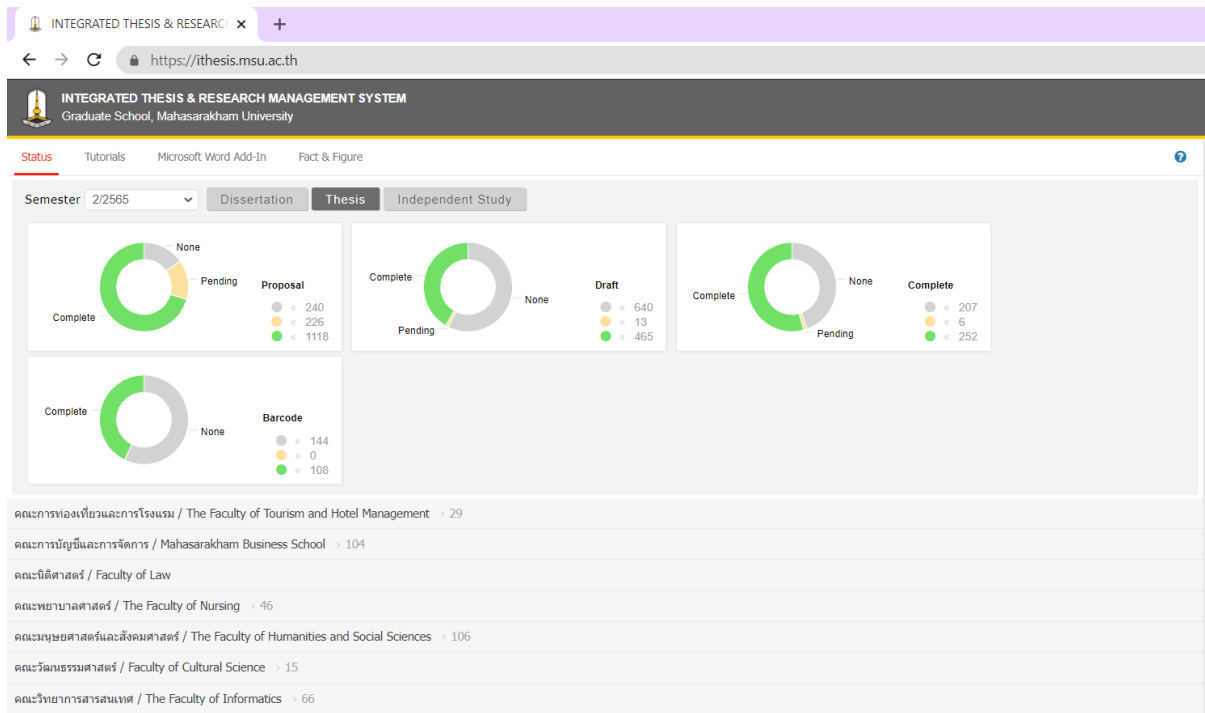 INTEGRATED THESIS & RESEARC
https://ithesis.msu.ac.th
INTEGRATED THESIS & RESEARCH MANAGEMENT SYSTEM
Graduate School, Mahasarakham University
Status Tutorials Microsoft Word Add-In Fact & Figure
Semester 2/2565 Dissertation Thesis Independent Study
None
Pending
Complete
Proposal
« 240
« 226
« 1118
Complete
None
Pending
Draft
« 640
« 13
« 465
Complete
None
Pending
Complete
« 207
« 6
« 252
Complete
None
Barcode
« 144
« 0
« 108
คณะการท่องเที่ยวและการโรงแรม / The Faculty of Tourism and Hotel Management › 29
คณะการบัญชีและการจัดการ / Mahasarakham Business School › 104
คณะนิติศาสตร์ / Faculty of Law
คณะพยาบาลศาสตร์ / The Faculty of Nursing › 46
คณะมนุษยศาสตร์และสังคมศาสตร์ / The Faculty of Humanities and Social Sciences › 106
คณะวัฒนธรรมศาสตร์ / Faculty of Cultural Science › 15
คณะวิทยาการสารสนเทศ / The Faculty of Informatics › 66